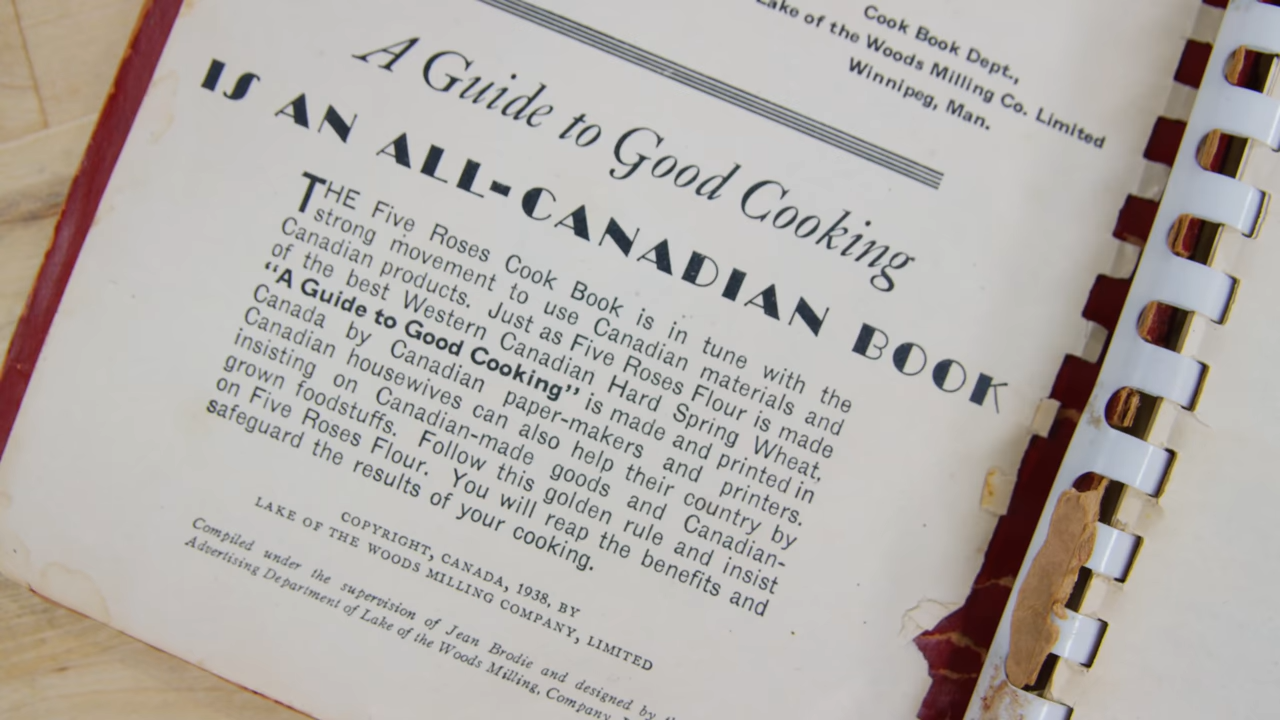 Cook Book Dept.,
Lake of the Woods Milling Co. Limited
Winnipeg, Man.
A Guide to Good Cooking
IS AN ALL-CANADIAN BOOK
THE Five Roses Cook Book is in tune with the
strong movement to use Canadian materials and
Canadian products. Just as Five Roses Flour is made
of the best Western Canadian Hard Spring Wheat,
"A Guide to Good Cooking" is made and printed in
Canada by Canadian paper-makers and printers.
Canadian housewives can also help their country by
insisting on Canadian-made goods and Canadian-
grown foodstuffs. Follow this golden rule and insist
on Five Roses Flour. You will reap the benefits and
safeguard the results of your cooking.
COPYRIGHT, CANADA, 1938, BY
LAKE OF THE WOODS MILLING COMPANY, LIMITED
Compiled under the supervision of Jean Brodie and designed by
Advertising Department of Lake of the Woods Milling Company